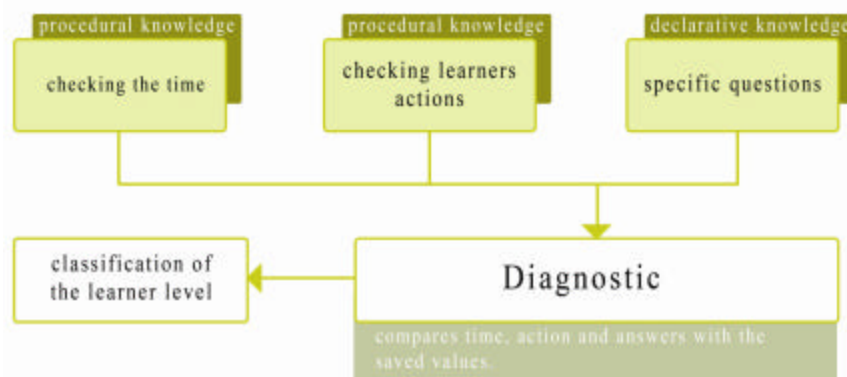 procedural knowledge
checking the time
procedural knowledge
checking learners
actions
declarative knowledge
specific questions
classification of
the learner level
Diagnostic
compares time, action and answers with the
saved values.